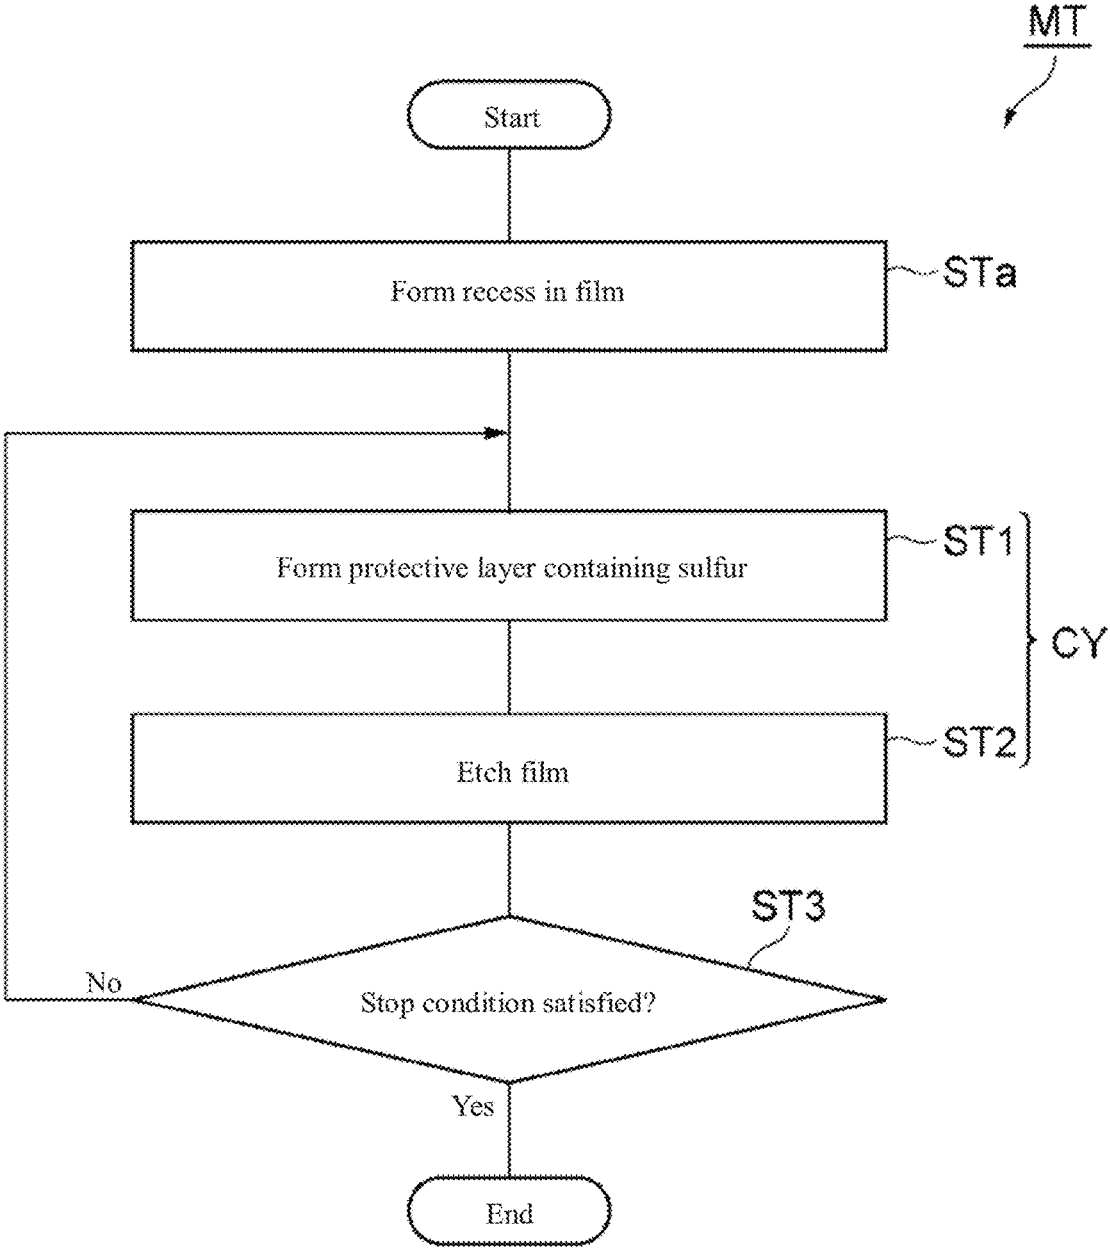 MT
Start
Form recess in film
STa
Form protective layer containing sulfur
ST1
CY
Etch film
ST2
ST3
Stop condition satisfied?
No
Yes
End